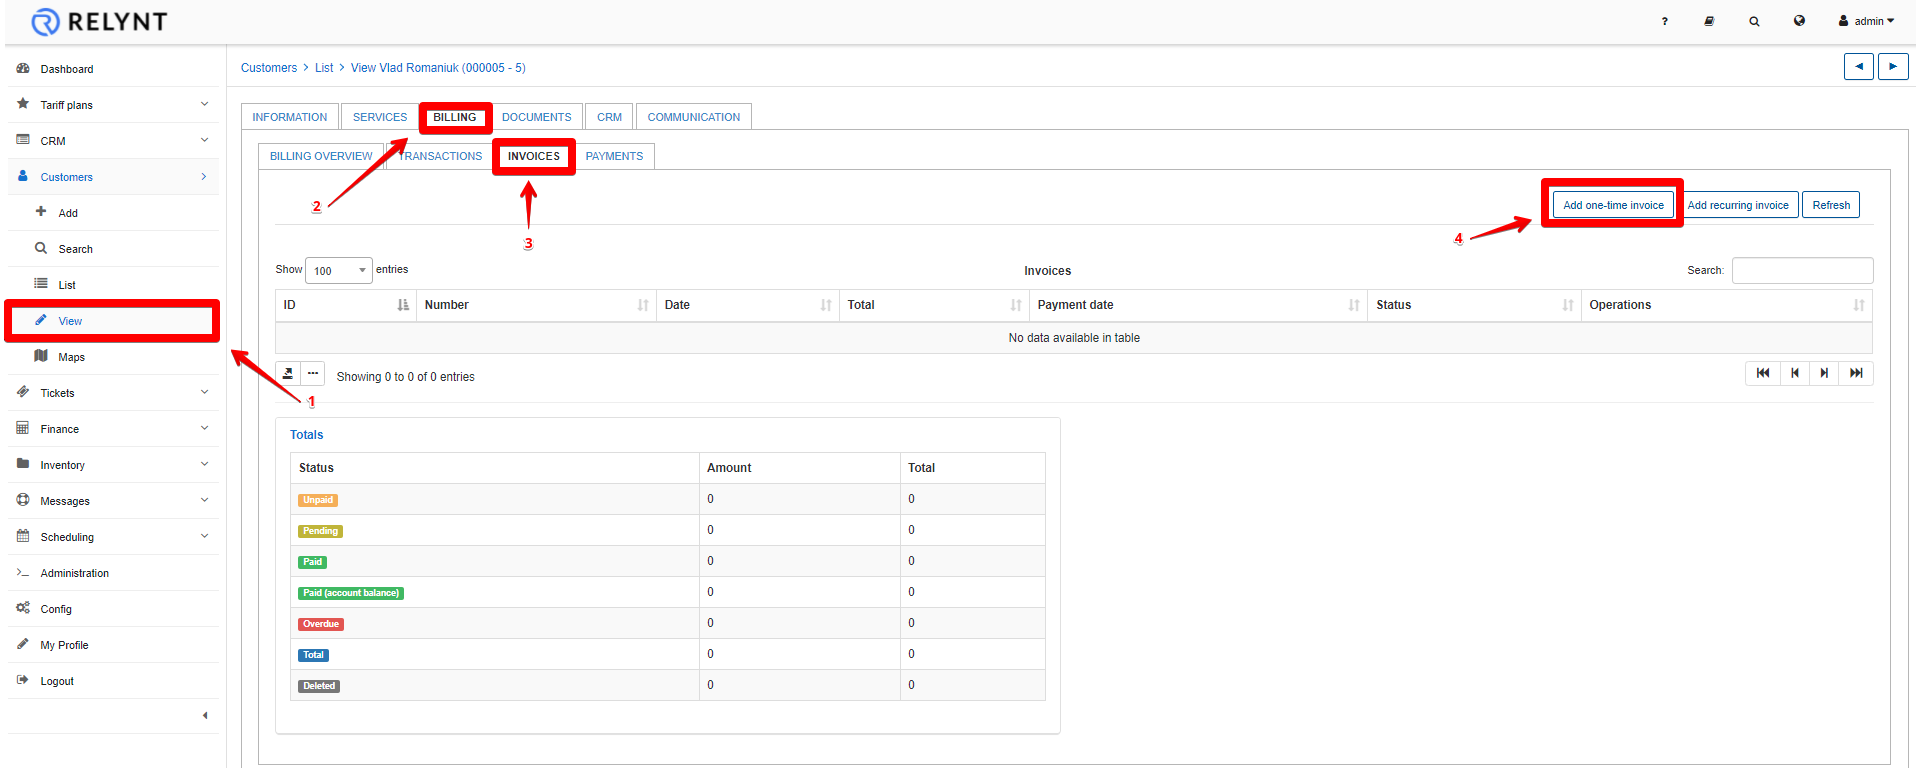 RELYNT
? admin
Dashboard
Tariff plans
CRM
Customers
Add
Search
List
View
Maps
Tickets
Finance
Inventory
Messages
Scheduling
Administration
Config
My Profile
Logout
Customers > List > View Vlad Romaniuk (000005 - 5)
INFORMATION SERVICES BILLING DOCUMENTS CRM COMMUNICATION
BILLING OVERVIEW TRANSACTIONS INVOICES PAYMENTS
1
2
3
4
Add one-time invoice Add recurring invoice Refresh
Show 100 entries Invoices Search:
ID Number Date Total Payment date Status Operations
No data available in table
Showing 0 to 0 of 0 entries
Totals
Status Amount Total
Unpaid 0 0
Pending 0 0
Paid 0 0
Paid (account balance) 0 0
Overdue 0 0
Total 0 0
Deleted 0 0